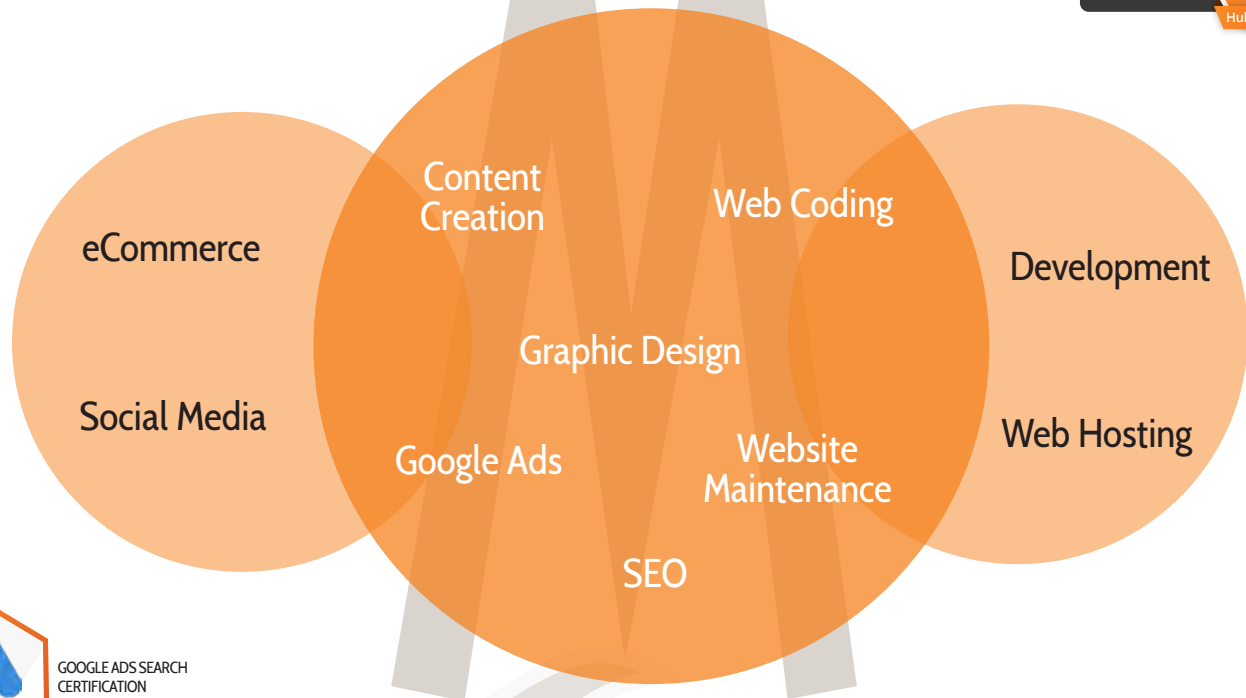 Content
Creation
Web Coding
eCommerce
Development
Graphic Design
Social Media
Web Hosting
Google Ads
Website
Maintenance
SEO
GOOGLE ADS SEARCH
CERTIFICATION